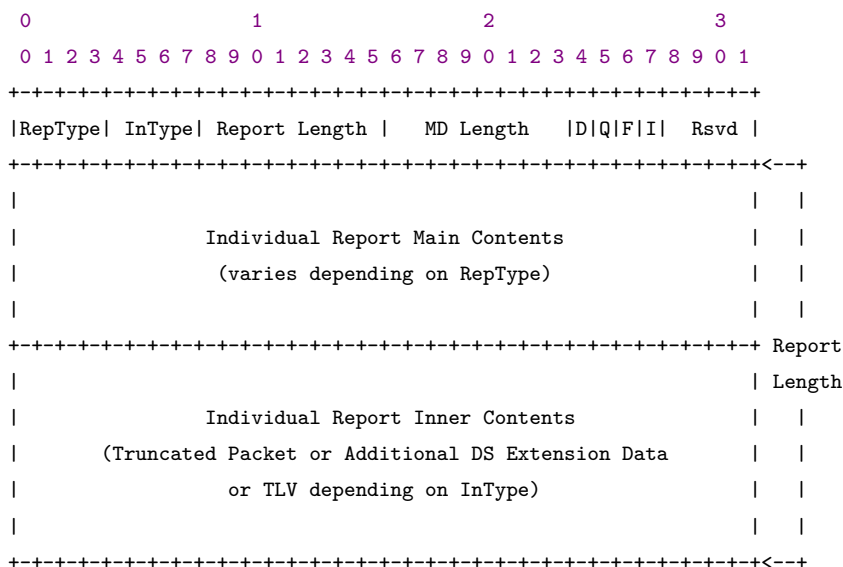 0                   1                   2                   3
0 1 2 3 4 5 6 7 8 9 0 1 2 3 4 5 6 7 8 9 0 1 2 3 4 5 6 7 8 9 0 1
+-+-+-+-+-+-+-+-+-+-+-+-+-+-+-+-+-+-+-+-+-+-+-+-+-+-+-+-+-+-+-+-+
|RepType| InType| Report Length |   MD Length   |D|Q|F|I|  Rsvd |
+-+-+-+-+-+-+-+-+-+-+-+-+-+-+-+-+-+-+-+-+-+-+-+-+-+-+-+-+-+-+-+-+<--+
|                                                               |   |
|                Individual Report Main Contents                |   |
|                 (varies depending on RepType)                 |   |
|                                                               |   |
+-+-+-+-+-+-+-+-+-+-+-+-+-+-+-+-+-+-+-+-+-+-+-+-+-+-+-+-+-+-+-+-+ Report
|                                                               | Length
|                Individual Report Inner Contents               |   |
|       (Truncated Packet or Additional DS Extension Data       |   |
|                  or TLV depending on InType)                  |   |
|                                                               |   |
+-+-+-+-+-+-+-+-+-+-+-+-+-+-+-+-+-+-+-+-+-+-+-+-+-+-+-+-+-+-+-+-+<--+